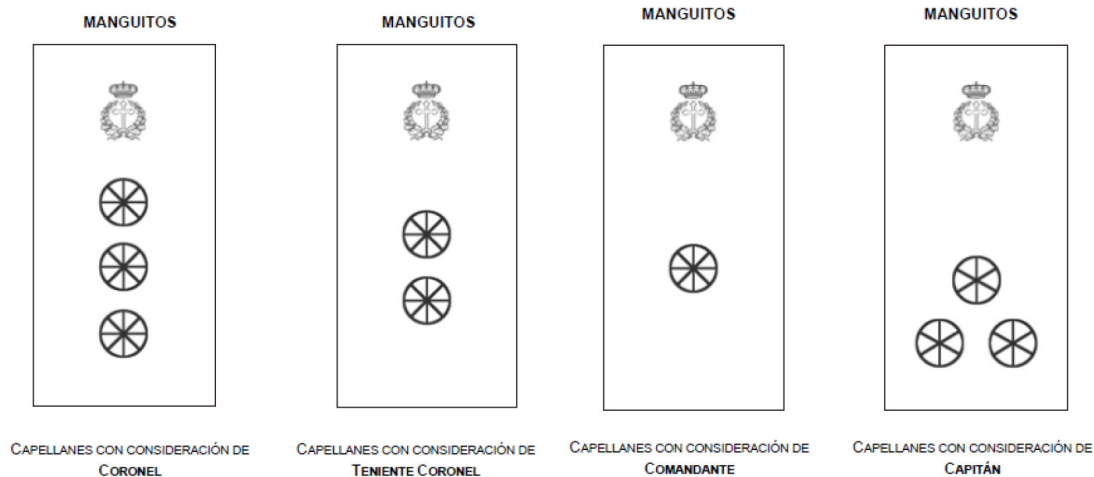 MANGUITOS
CAPELLANES CON CONSIDERACIÓN DE
CORONEL
MANGUITOS
CAPELLANES CON CONSIDERACIÓN DE
TENIENTE CORONEL
MANGUITOS
CAPELLANES CON CONSIDERACIÓN DE
COMANDANTE
MANGUITOS
CAPELLANES CON CONSIDERACIÓN DE
CAPITÁN